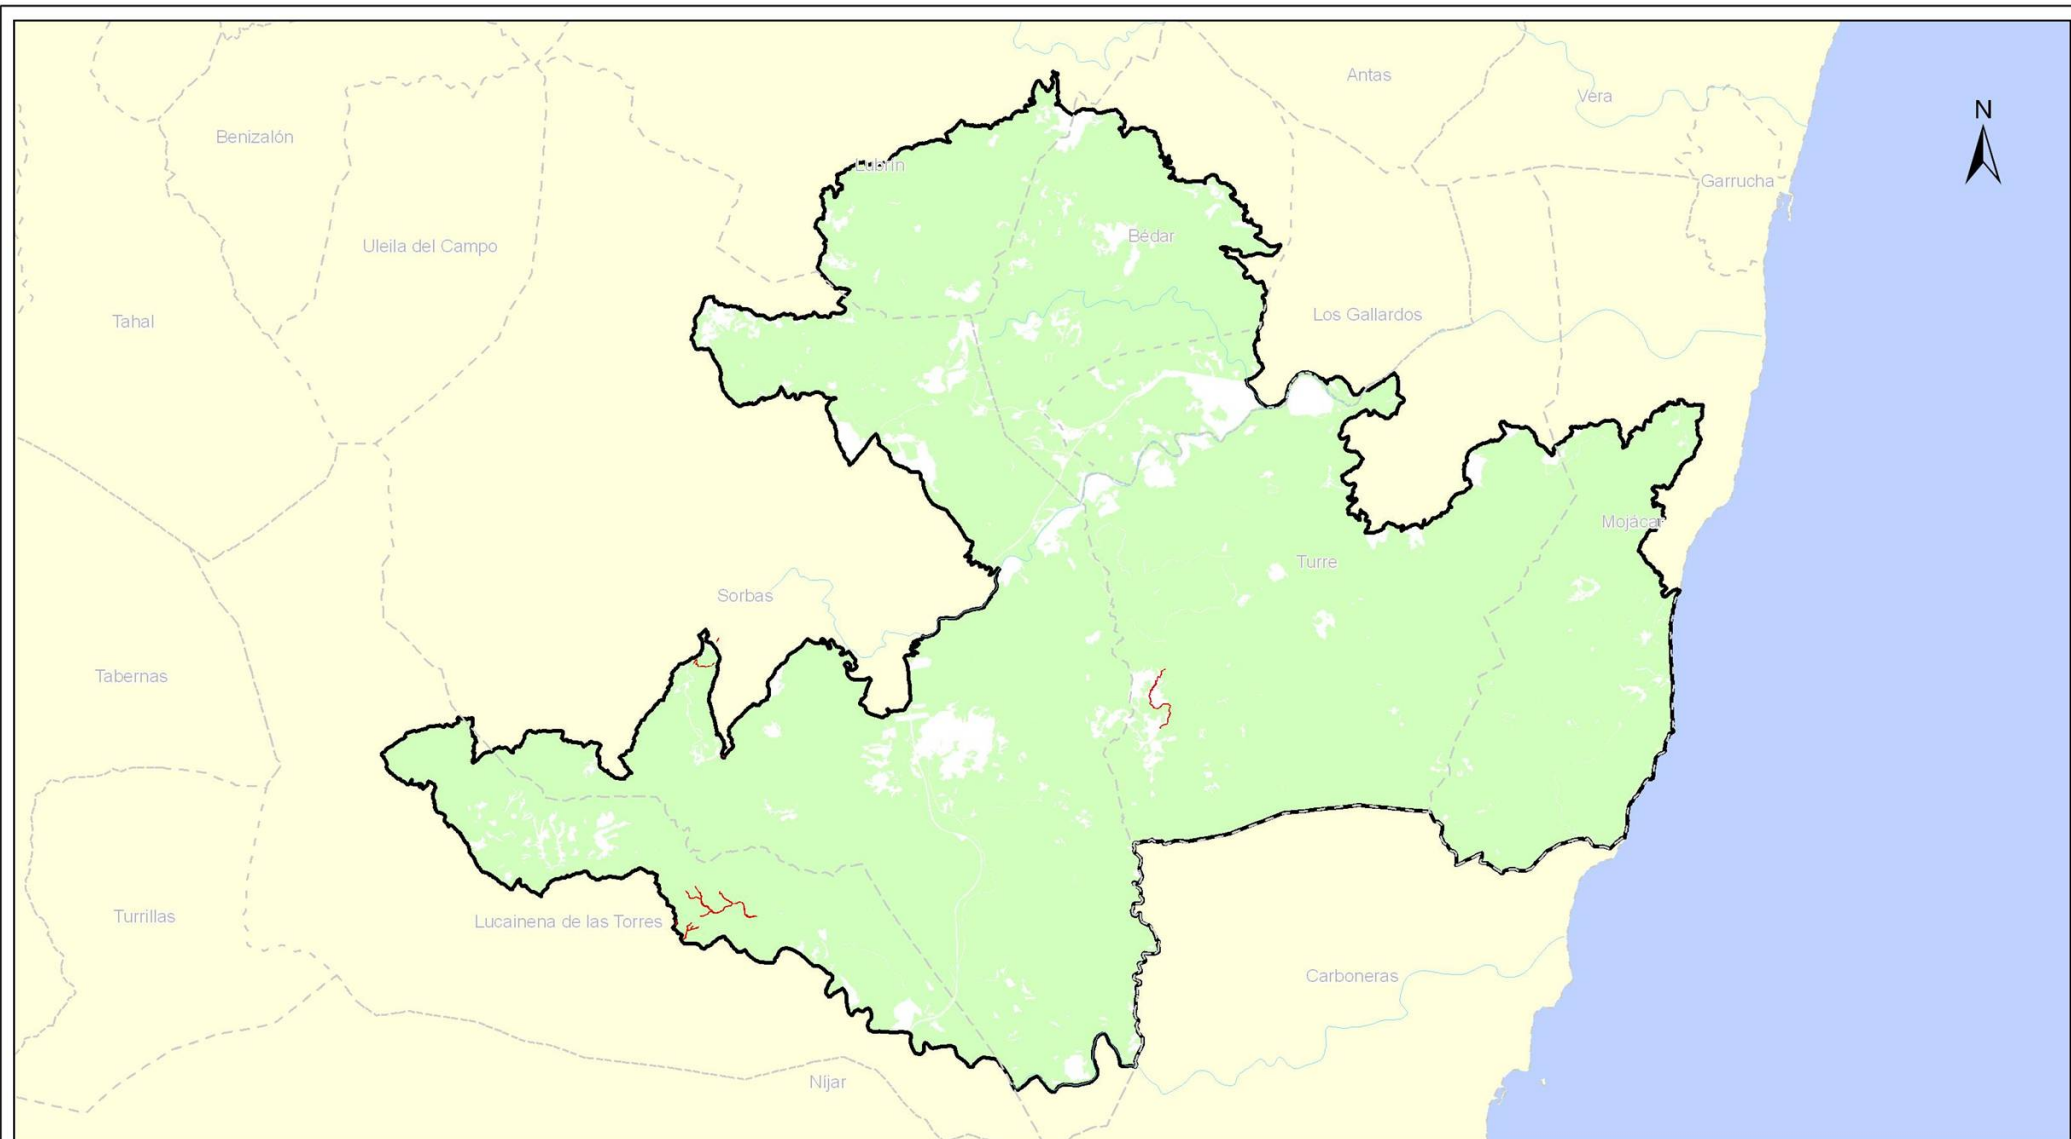 Antas
Vera
N
Benizalón
Lubrín
Garrucha
Bédar
Uleila del Campo
Los Gallardos
Tahal
Mojácar
Turre
Sorbas
Tabernas
Turrillas
Lucainena de las Torres
Carboneras
Níjar